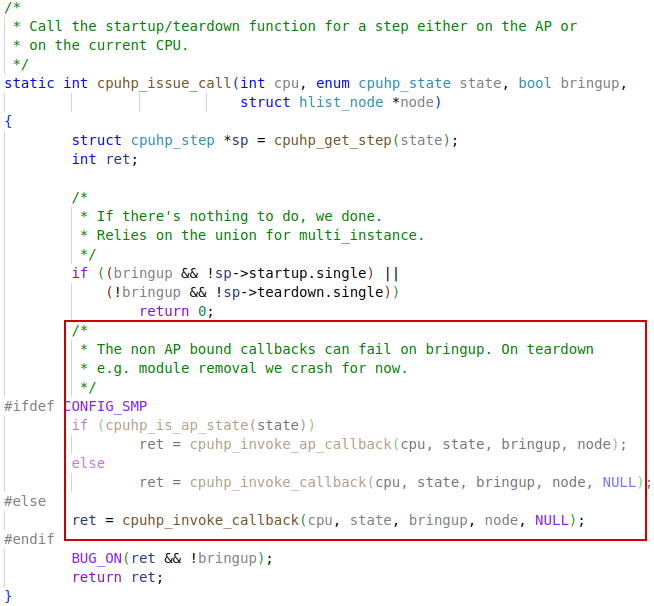 /*
 * Call the startup/teardown function for a step either on the AP or
 * on the current CPU.
 */
static int cpuhp_issue_call(int cpu, enum cpuhp_state state, bool bringup,
                            struct hlist_node *node)
{
        struct cpuhp_step *sp = cpuhp_get_step(state);
        int ret;

        /*
         * If there's nothing to do, we done.
         * Relies on the union for multi_instance.
         */
        if ((bringup && !sp->startup.single) ||
            (!bringup && !sp->teardown.single))
                return 0;
        /*
         * The non AP bound callbacks can fail on bringup. On teardown
         * e.g. module removal we crash for now.
         */
#ifdef CONFIG_SMP
        if (cpuhp_is_ap_state(state))
                ret = cpuhp_invoke_ap_callback(cpu, state, bringup, node);
        else
                ret = cpuhp_invoke_callback(cpu, state, bringup, node, NULL);
#else
        ret = cpuhp_invoke_callback(cpu, state, bringup, node, NULL);
#endif
        BUG_ON(ret && !bringup);
        return ret;
}